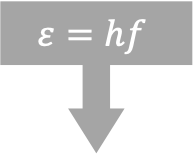 ε = hf